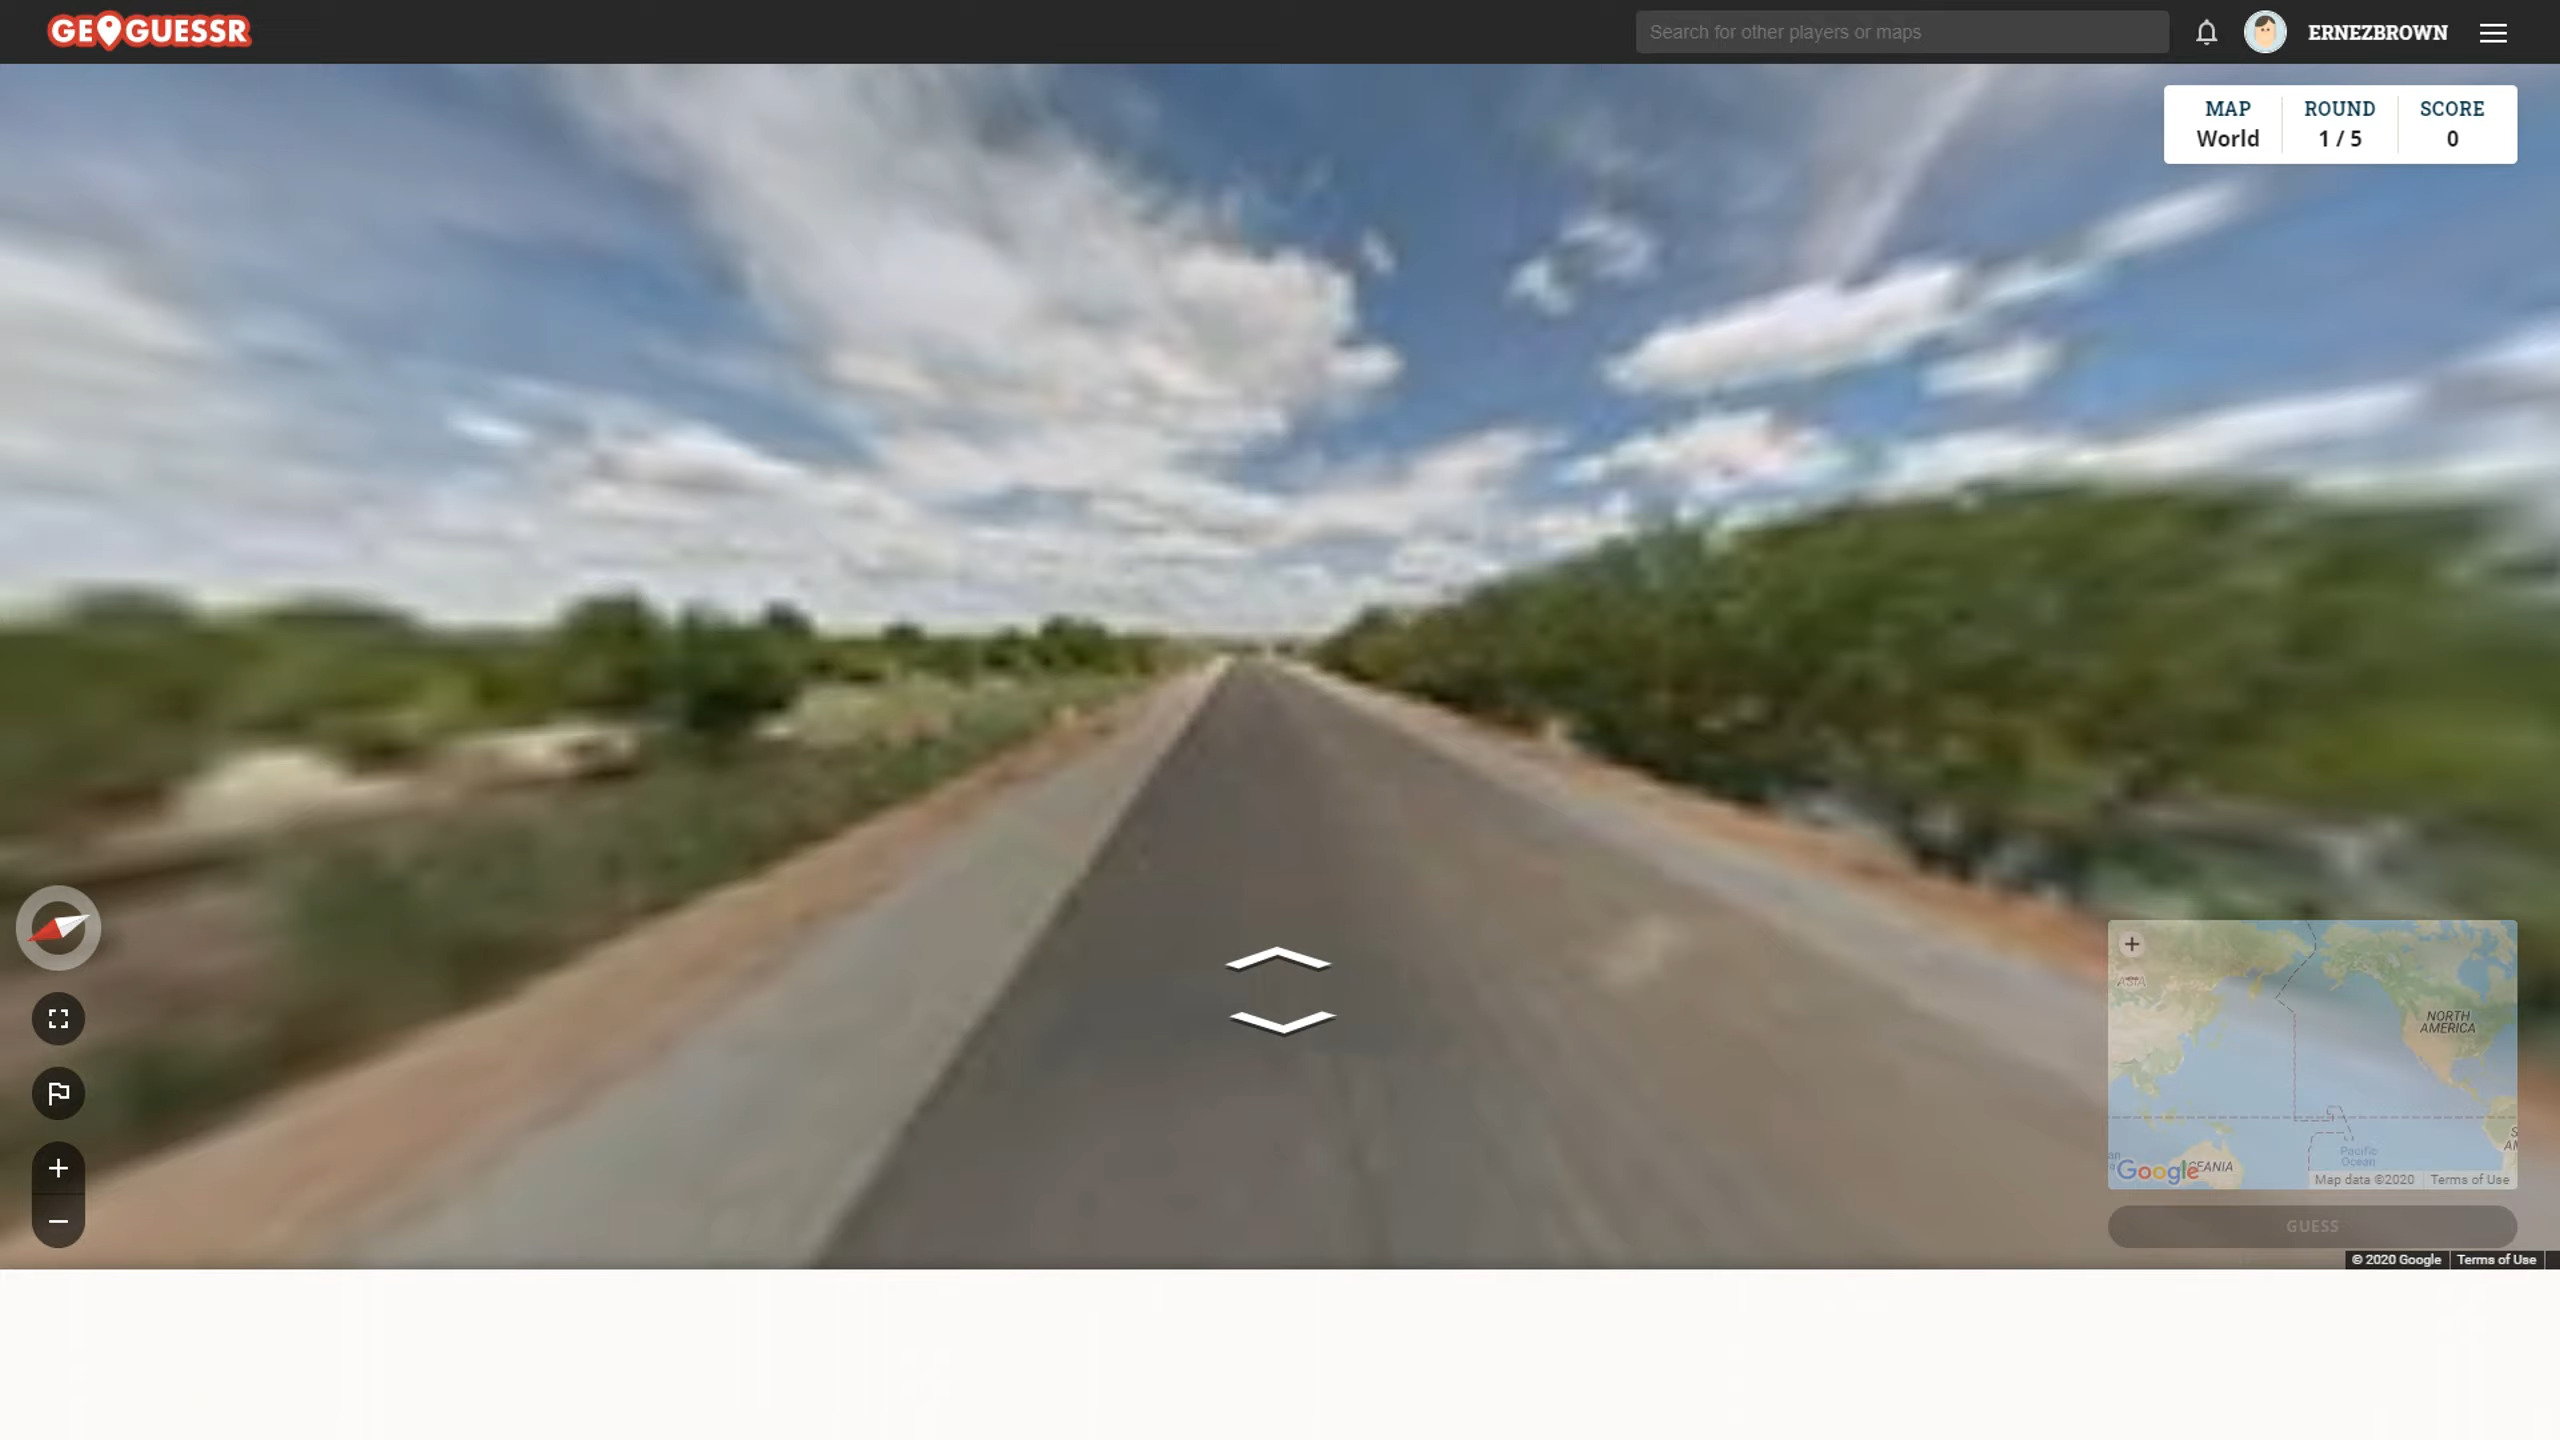 GEOGUESSR
Search for other players or maps
ERNEZBROWN
MAP ROUND SCORE
World 1 / 5 0
ASIA
NORTH
AMERICA
Pacific
Ocean
Google
Map data ©2020 Terms of Use
GUESS
© 2020 Google Terms of Use